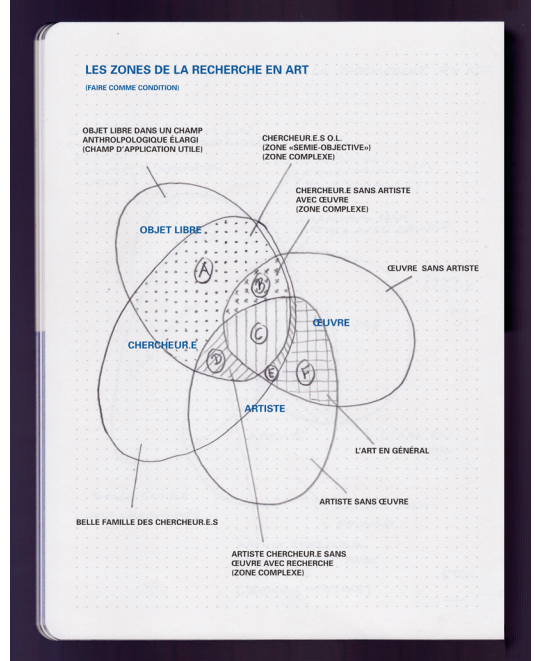 LES ZONES DE LA RECHERCHE EN ART
(FAIRE COMME CONDITION)
OBJET LIBRE DANS UN CHAMP
ANTHROLPOLOGIQUE ÉLARGI
(CHAMP D'APPLICATION UTILE)
CHERCHEUR.E.S O.L.
(ZONE «SEMIE-OBJECTIVE»)
(ZONE COMPLEXE)
CHERCHEUR.E SANS ARTISTE
AVEC ŒUVRE
(ZONE COMPLEXE)
OBJET LIBRE
A
ŒUVRE SANS ARTISTE
B
ŒUVRE
C
CHERCHEUR.E
D
E
F
ARTISTE
L'ART EN GÉNÉRAL
ARTISTE SANS ŒUVRE
BELLE FAMILLE DES CHERCHEUR.E.S
ARTISTE CHERCHEUR.E SANS
ŒUVRE AVEC RECHERCHE
(ZONE COMPLEXE)